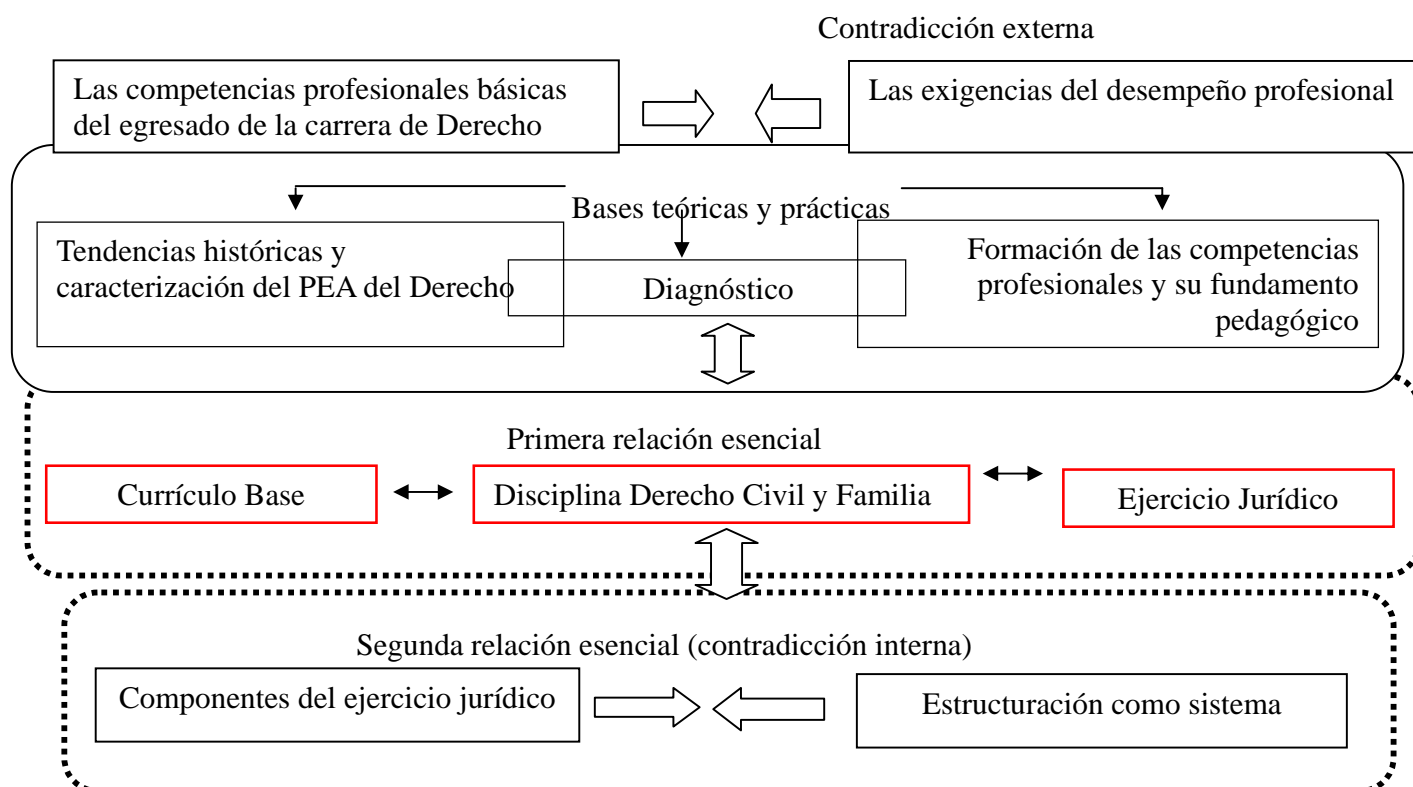 Contradicción externa
Las competencias profesionales básicas
del egresado de la carrera de Derecho
Las exigencias del desempeño profesional
Bases teóricas y prácticas
Tendencias históricas y
caracterización del PEA del Derecho
Diagnóstico
Formación de las competencias
profesionales y su fundamento
pedagógico
Primera relación esencial
Currículo Base
Disciplina Derecho Civil y Familia
Ejercicio Jurídico
Segunda relación esencial (contradicción interna)
Componentes del ejercicio jurídico
Estructuración como sistema